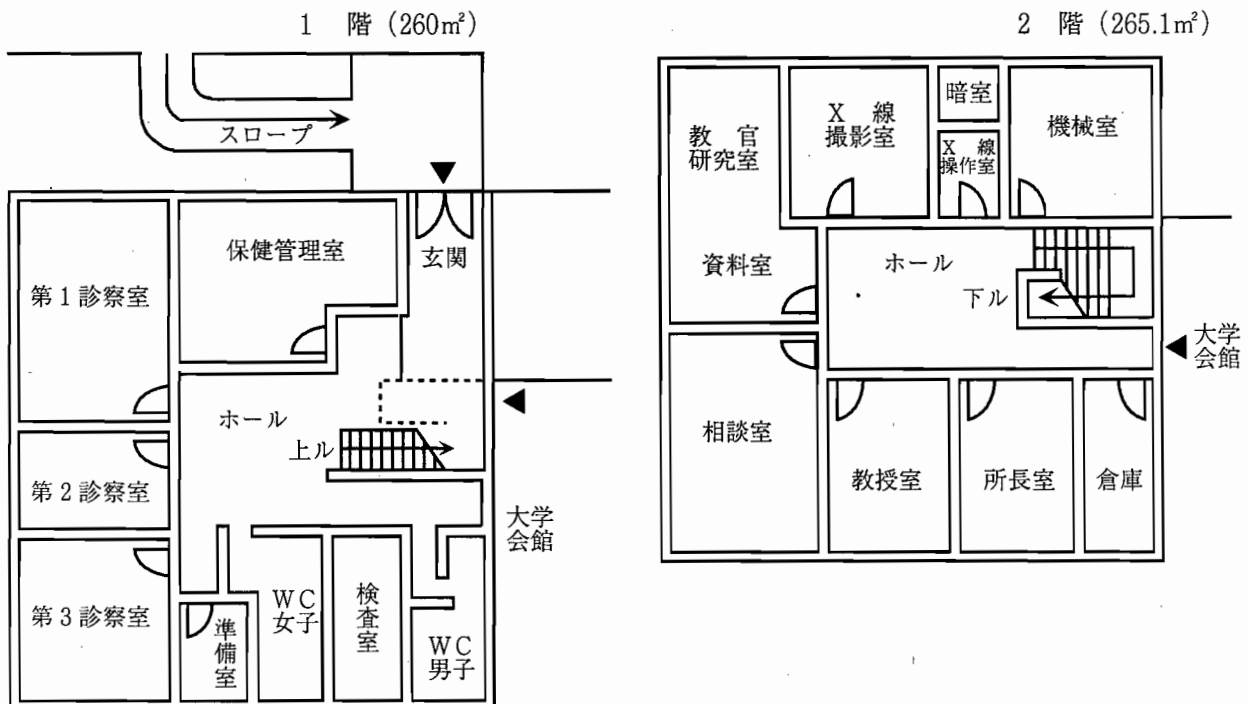 1 階（260㎡）
スロープ
玄関
保健管理室
第1診察室
ホール
上ル
第2診察室
大学
会館
第3診察室
準備室
WC
女子
検査室
WC
男子
2 階（265.1㎡）
教 官
研究室
X 線
撮影室
暗室
X 線
操作室
機械室
資料室
ホール
下ル
大学
会館
相談室
教授室
所長室
倉庫